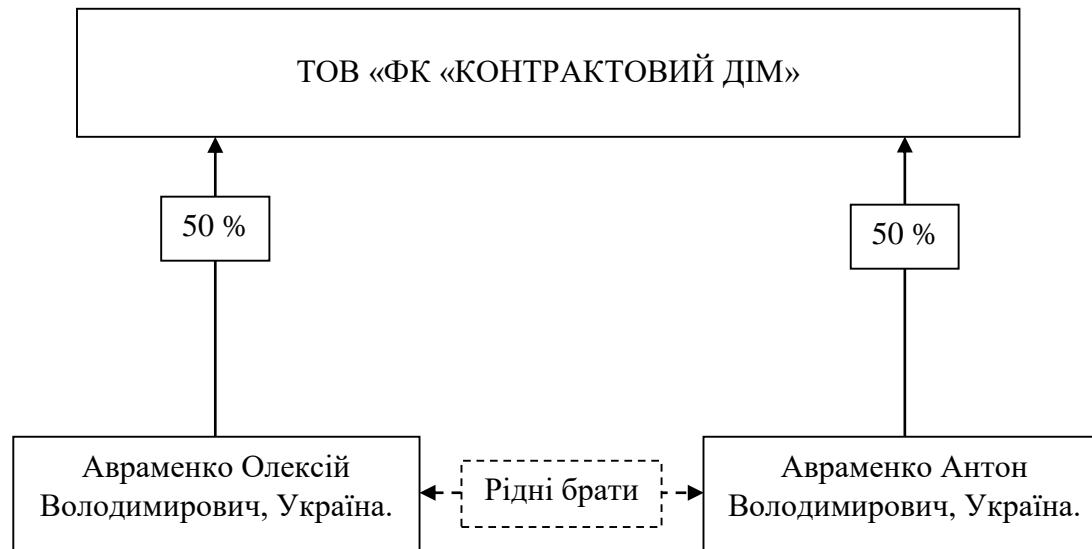 ТОВ «ФК «КОНТРАКТОВИЙ ДІМ»
50 %
50 %
Авраменко Олексій
Володимирович, Україна.
Рідні брати
Авраменко Антон
Володимирович, Україна.